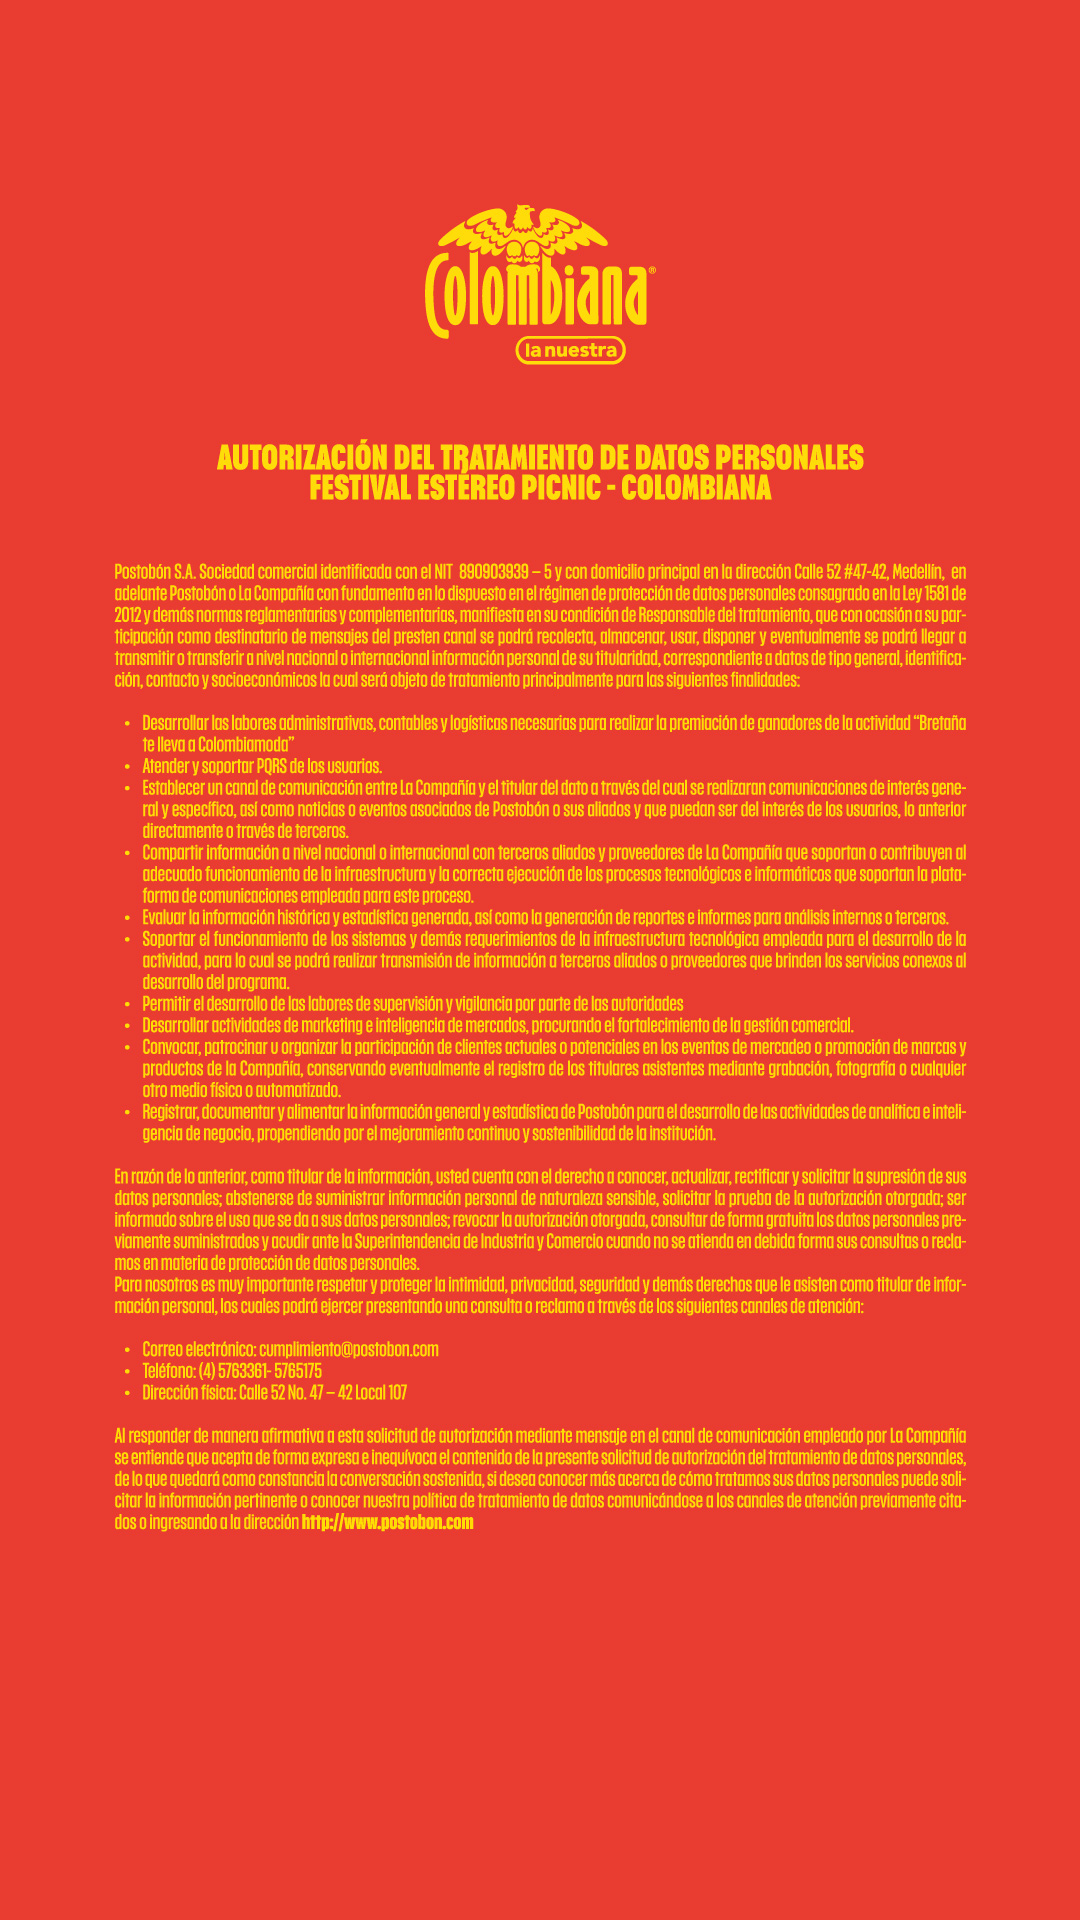 Colombiana®
la nuestra
AUTORIZACIÓN DEL TRATAMIENTO DE DATOS PERSONALES
FESTIVAL ESTÉREO PICNIC - COLOMBIANA
Postobón S.A. Sociedad comercial identificada con el NIT 890903939 – 5 y con domicilio principal en la dirección Calle 52 #47-42, Medellín, en
adelante Postobón o La Compañía con fundamento en lo dispuesto en el régimen de protección de datos personales consagrado en la Ley 1581 de
2012 y demás normas reglamentarias y complementarias, manifiesta en su condición de Responsable del tratamiento, que con ocasión a su par-
ticipación como destinatario de mensajes del presten canal se podrá recolecta, almacenar, usar, disponer y eventualmente se podrá llegar a
transmitir o transferir a nivel nacional o internacional información personal de su titularidad, correspondiente a datos de tipo general, identifica-
ción, contacto y socioeconómicos la cual será objeto de tratamiento principalmente para las siguientes finalidades:
• Desarrollar las labores administrativas, contables y logísticas necesarias para realizar la premiación de ganadores de la actividad “Bretaña
te lleva a Colombiamoda”
• Atender y soportar PQRS de los usuarios.
• Establecer un canal de comunicación entre La Compañía y el titular del dato a través del cual se realizaran comunicaciones de interés gene-
ral y específico, así como noticias o eventos asociados de Postobón o sus aliados y que puedan ser del interés de los usuarios, lo anterior
directamente o través de terceros.
• Compartir información a nivel nacional o internacional con terceros aliados y proveedores de La Compañía que soportan o contribuyen al
adecuado funcionamiento de la infraestructura y la correcta ejecución de los procesos tecnológicos e informáticos que soportan la plata-
forma de comunicaciones empleada para este proceso.
• Evaluar la información histórica y estadística generada, así como la generación de reportes e informes para análisis internos o terceros.
• Soportar el funcionamiento de los sistemas y demás requerimientos de la infraestructura tecnológica empleada para el desarrollo de la
actividad, para lo cual se podrá realizar transmisión de información a terceros aliados o proveedores que brinden los servicios conexos al
desarrollo del programa.
• Permitir el desarrollo de las labores de supervisión y vigilancia por parte de las autoridades
• Desarrollar actividades de marketing e inteligencia de mercados, procurando el fortalecimiento de la gestión comercial.
• Convocar, patrocinar u organizar la participación de clientes actuales o potenciales en los eventos de mercadeo o promoción de marcas y
productos de la Compañía, conservando eventualmente el registro de los titulares asistentes mediante grabación, fotografía o cualquier
otro medio físico o automatizado.
• Registrar, documentar y alimentar la información general y estadística de Postobón para el desarrollo de las actividades de analítica e inteli-
gencia de negocio, propendiendo por el mejoramiento continuo y sostenibilidad de la institución.
En razón de lo anterior, como titular de la información, usted cuenta con el derecho a conocer, actualizar, rectificar y solicitar la supresión de sus
datos personales; abstenerse de suministrar información personal de naturaleza sensible, solicitar la prueba de la autorización otorgada; ser
informado sobre el uso que se da a sus datos personales; revocar la autorización otorgada, consultar de forma gratuita los datos personales pre-
viamente suministrados y acudir ante la Superintendencia de Industria y Comercio cuando no se atienda en debida forma sus consultas o recla-
mos en materia de protección de datos personales.
Para nosotros es muy importante respetar y proteger la intimidad, privacidad, seguridad y demás derechos que le asisten como titular de infor-
mación personal, los cuales podrá ejercer presentando una consulta o reclamo a través de los siguientes canales de atención:
• Correo electrónico: cumplimiento@postobon.com
• Teléfono: (4) 5763361- 5765175
• Dirección física: Calle 52 No. 47 – 42 Local 107
Al responder de manera afirmativa a esta solicitud de autorización mediante mensaje en el canal de comunicación empleado por La Compañía
se entiende que acepta de forma expresa e inequívoca el contenido de la presente solicitud de autorización del tratamiento de datos personales,
de lo que quedará como constancia la conversación sostenida, si desea conocer más acerca de cómo tratamos sus datos personales puede soli-
citar la información pertinente o conocer nuestra política de tratamiento de datos comunicándose a los canales de atención previamente cita-
dos o ingresando a la dirección http://www.postobon.com